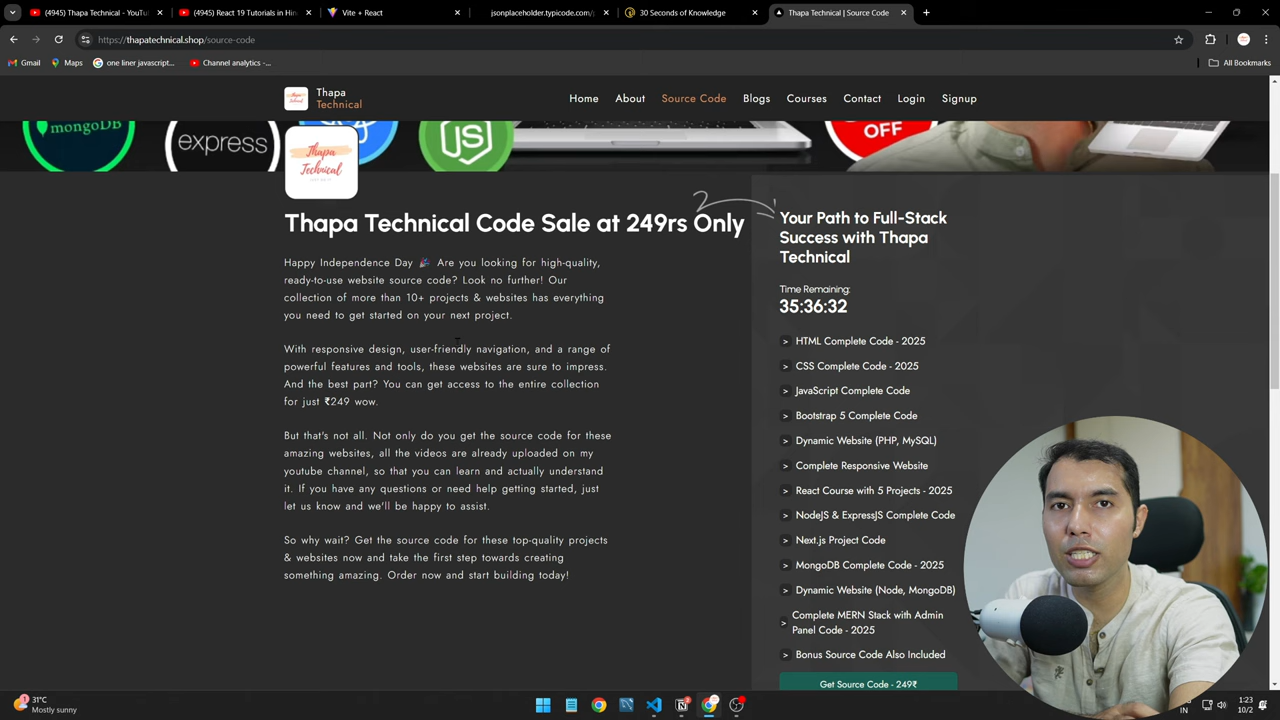 (4945) Thapa Technical - YouTu
(4945) React 19 Tutorials in Hin
Vite + React
jsonplaceholder.typicode.com/
30 Seconds of Knowledge
Thapa Technical | Source Code
https://thapatechnical.shop/source-code
Gmail
Maps
one liner javascript...
Channel analytics -...
All Bookmarks
Thapa
Technical
Home
About
Source Code
Blogs
Courses
Contact
Login
Signup
mongoDB
express
JS
OFF
Thapa
Technical
Thapa Technical Code Sale at 249rs Only
Happy Independence Day 🎉 Are you looking for high-quality,
ready-to-use website source code? Look no further! Our
collection of more than 10+ projects & websites has everything
you need to get started on your next project.
With responsive design, user-friendly navigation, and a range of
powerful features and tools, these websites are sure to impress.
And the best part? You can get access to the entire collection
for just ₹249 wow.
But that's not all. Not only do you get the source code for these
amazing websites, all the videos are already uploaded on my
youtube channel, so that you can learn and actually understand
it. If you have any questions or need help getting started, just
let us know and we'll be happy to assist.
So why wait? Get the source code for these top-quality projects
& websites now and take the first step towards creating
something amazing. Order now and start building today!
Your Path to Full-Stack
Success with Thapa
Technical
Time Remaining:
35:36:32
> HTML Complete Code - 2025
> CSS Complete Code - 2025
> JavaScript Complete Code
> Bootstrap 5 Complete Code
> Dynamic Website (PHP, MySQL)
> Complete Responsive Website
> React Course with 5 Projects - 2025
> NodeJS & ExpressJS Complete Code
> Next.js Project Code
> MongoDB Complete Code - 2025
> Dynamic Website (Node, MongoDB)
> Complete MERN Stack with Admin
Panel Code - 2025
> Bonus Source Code Also Included
Get Source Code - 249₹
31°C
Mostly sunny
IN
1:23
10/2